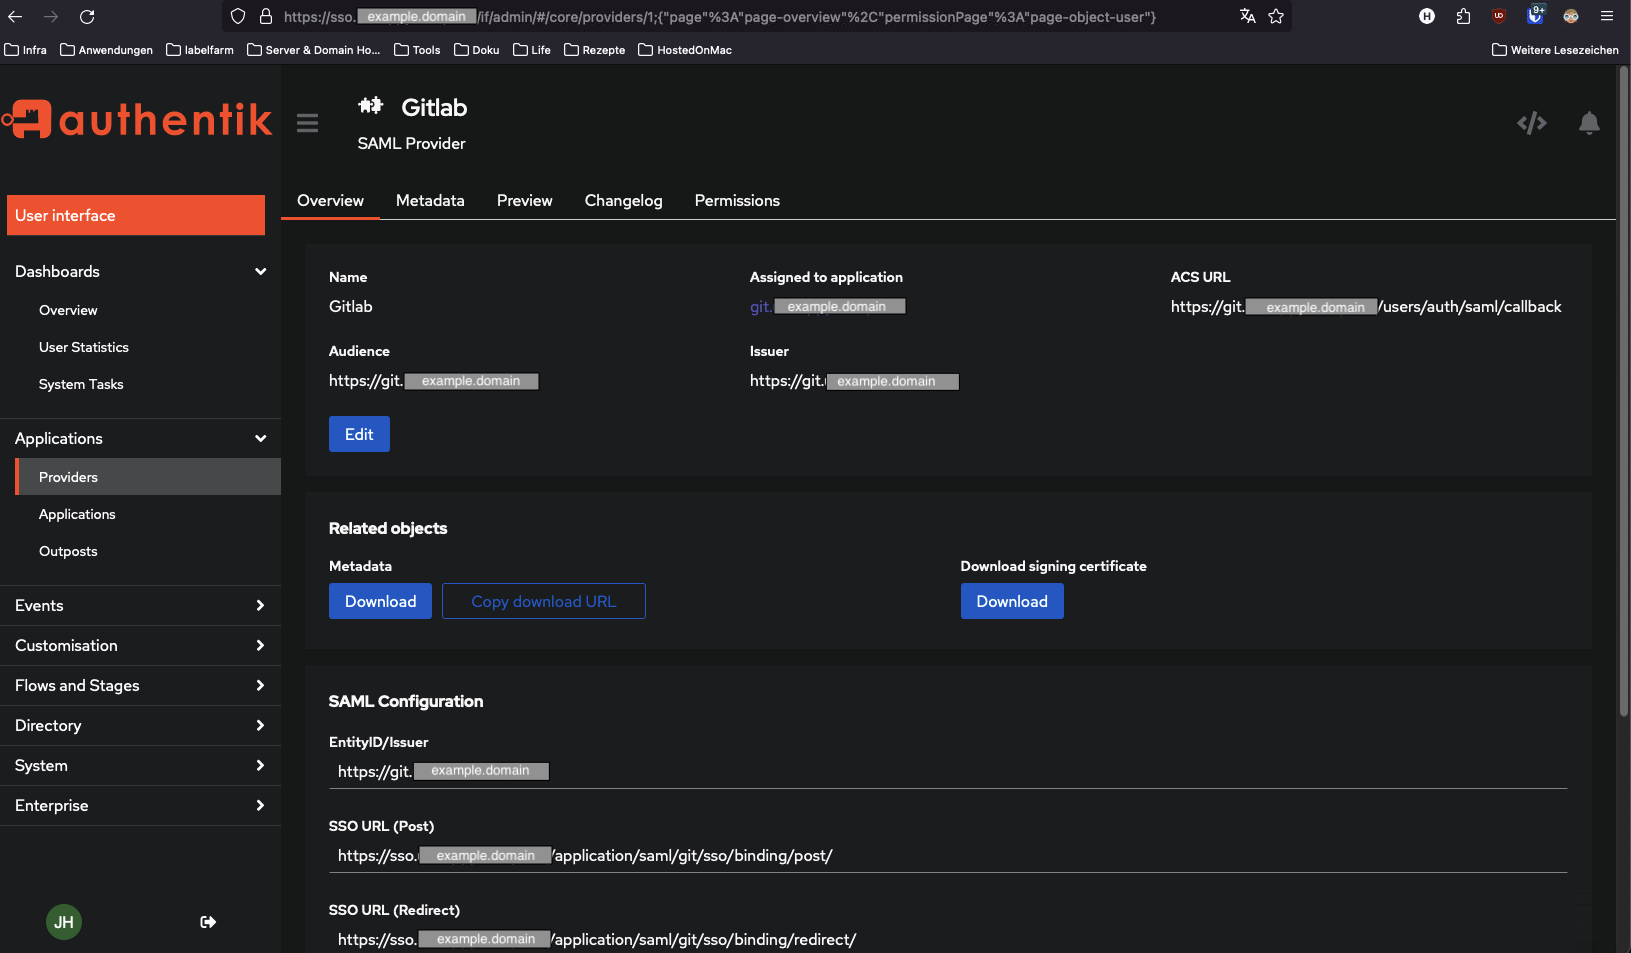 https://sso. example.domain /if/admin/#/core/providers/1;{"page"%3A"page-overview"%2C"permissionPage"%3A"page-object-user"}
H
UD
9+
Infra
Anwendungen
labelfarm
Server & Domain Ho...
Tools
Doku
Life
Rezepte
HostedOnMac
Weitere Lesezeichen
authentik
Gitlab
SAML Provider
User interface
Overview
Metadata
Preview
Changelog
Permissions
Dashboards
Overview
User Statistics
System Tasks
Applications
Providers
Applications
Outposts
Events
Customisation
Flows and Stages
Directory
System
Enterprise
JH
Name
Gitlab
Assigned to application
git. example.domain
ACS URL
https://git. example.domain /users/auth/saml/callback
Audience
https://git. example.domain
Issuer
https://git. example.domain
Edit
Related objects
Metadata
Download
Copy download URL
Download signing certificate
Download
SAML Configuration
EntityID/Issuer
https://git. example.domain
SSO URL (Post)
https://sso. example.domain /application/saml/git/sso/binding/post/
SSO URL (Redirect)
https://sso. example.domain /application/saml/git/sso/binding/redirect/